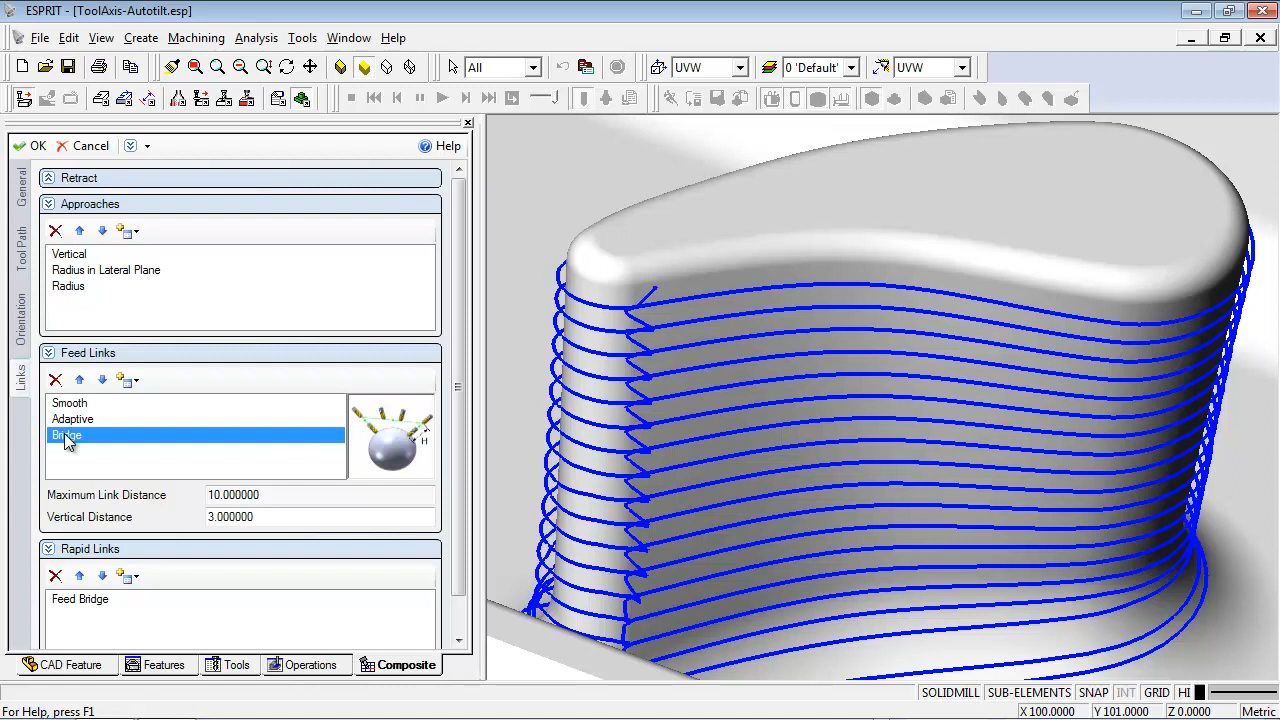 ESPRIT - [ToolAxis-Autotilt.esp]
File Edit View Create Machining Analysis Tools Window Help
All UVW 0 'Default' UVW
OK Cancel Help
General
Tool Path
Orientation
Links
Retract
Approaches
Vertical
Radius in Lateral Plane
Radius
Feed Links
Smooth
Adaptive
Bridge
H
Maximum Link Distance 10.000000
Vertical Distance 3.000000
Rapid Links
Feed Bridge
CAD Feature Features Tools Operations Composite
SOLIDMILL SUB-ELEMENTS SNAP INT GRID HI
For Help, press F1 X 100.0000 Y 101.0000 Z 0.0000 Metric